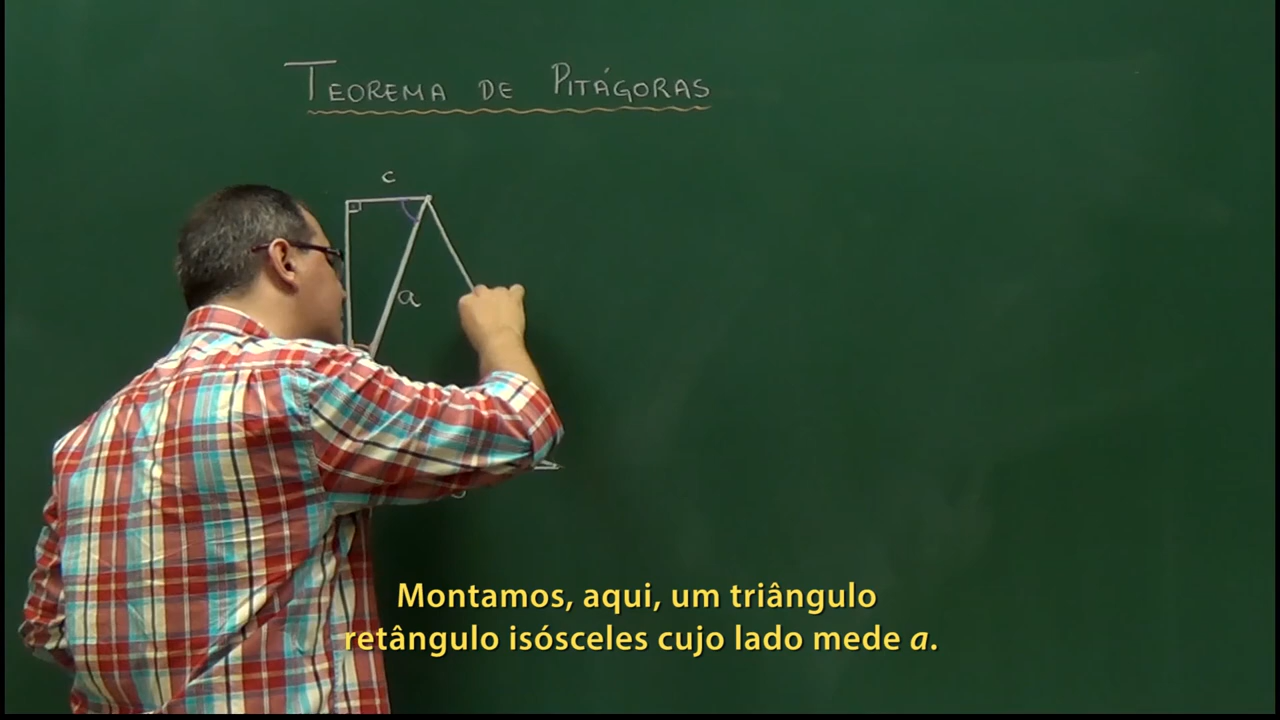 TEOREMA DE PITÁGORAS
c
a
Montamos, aqui, um triângulo
retângulo isósceles cujo lado mede a.